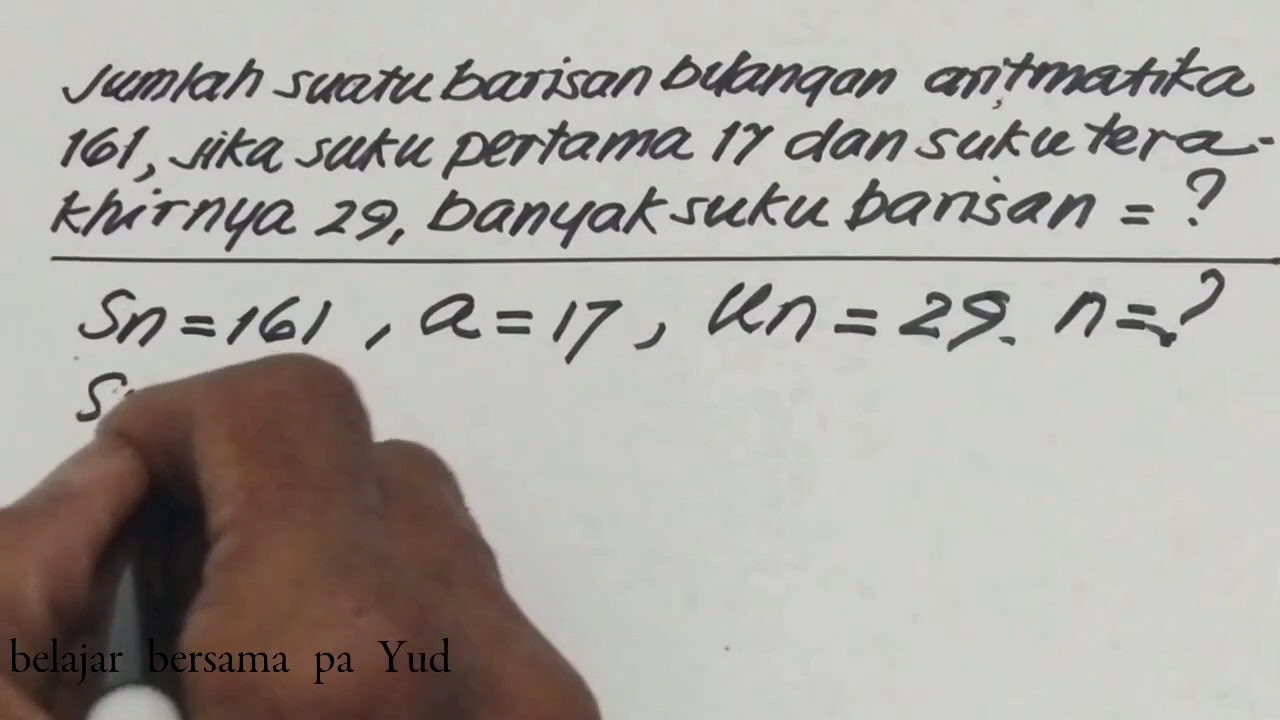 Jumlah suatu barisan bilangan aritmatika
161, jika suku pertama 17 dan suku tera-
khirnya 29, banyak suku barisan = ?
Sn = 161 , a = 17 , Un = 29. n = ?
S
belajar bersama pa Yud